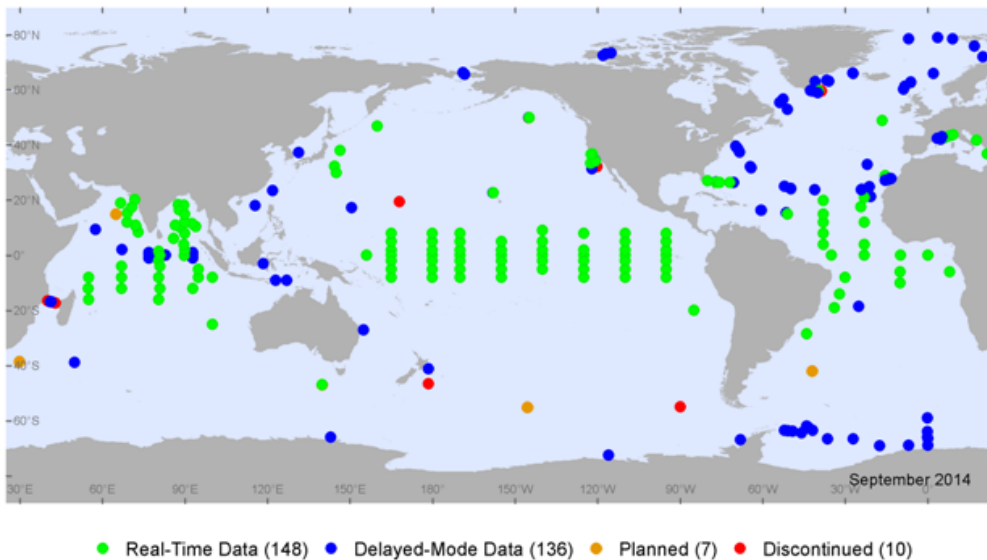 80°N
60°N
40°N
20°N
0°
20°S
40°S
60°S
September 2014
30°E 60°E 90°E 120°E 150°E 180° 150°W 120°W 90°W 60°W 30°W 0°
Real-Time Data (148) Delayed-Mode Data (136) Planned (7) Discontinued (10)